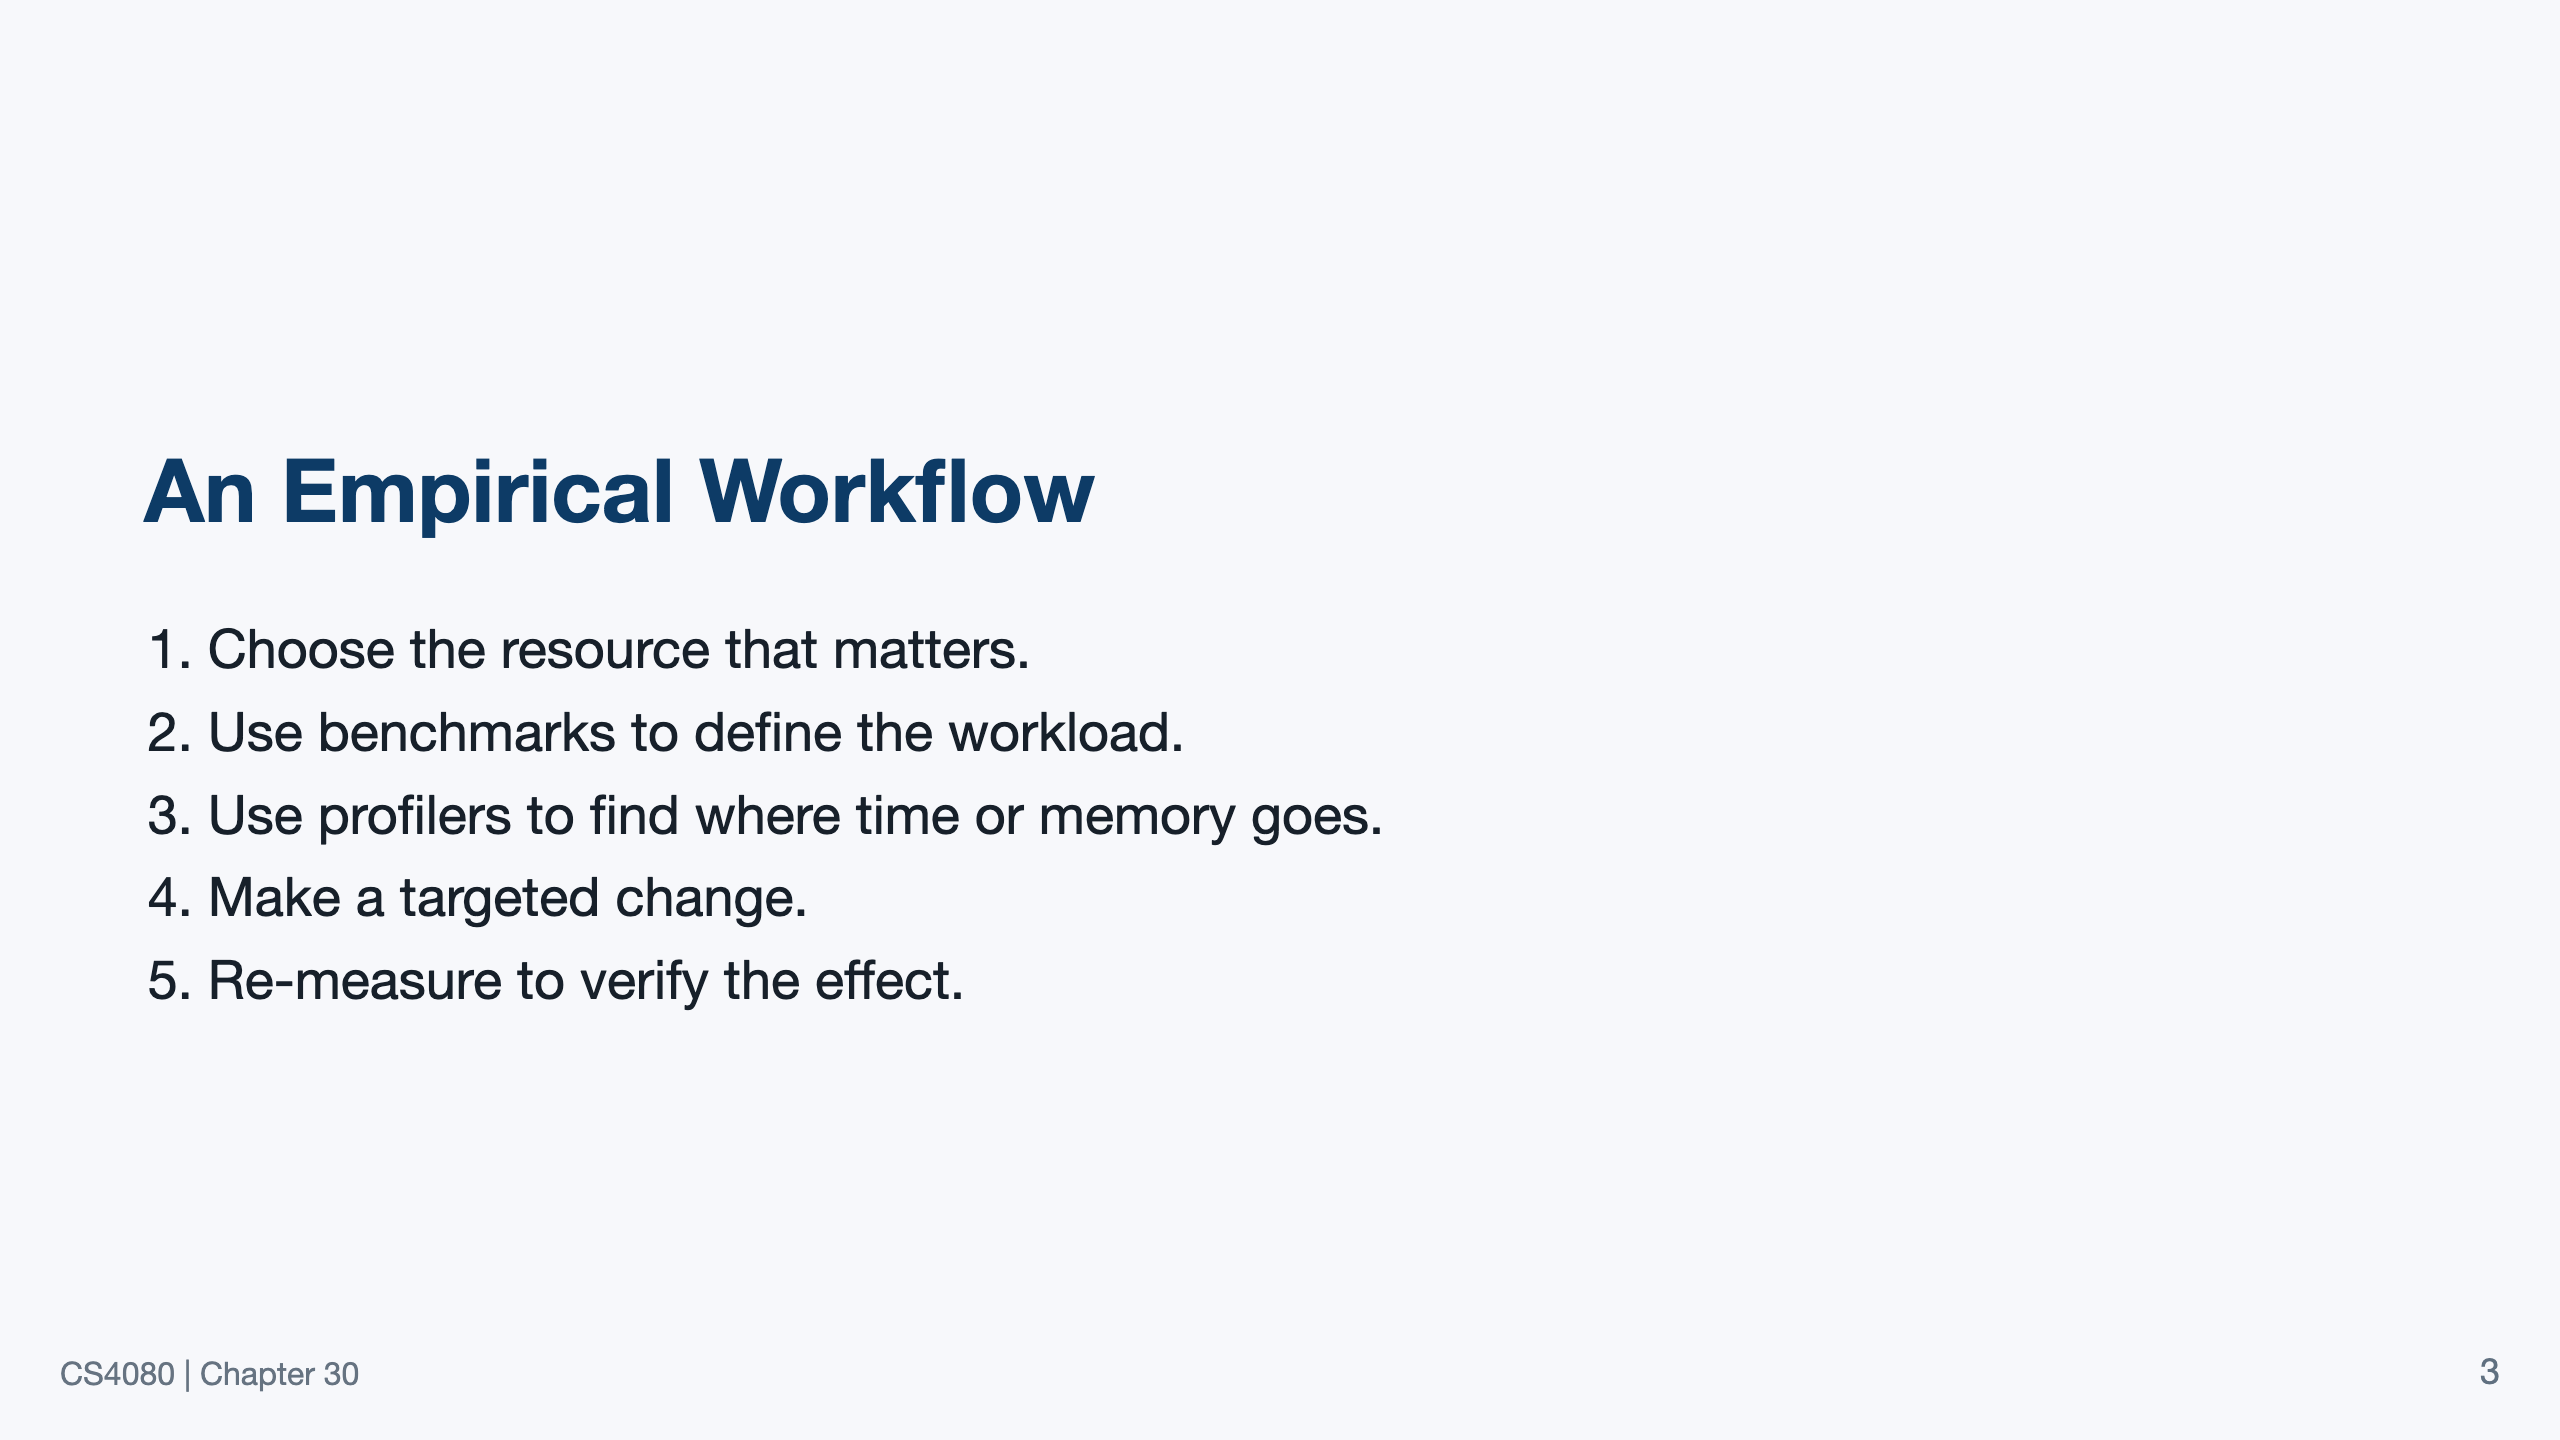 An Empirical Workflow
1. Choose the resource that matters.
2. Use benchmarks to define the workload.
3. Use profilers to find where time or memory goes.
4. Make a targeted change.
5. Re-measure to verify the effect.
CS4080 | Chapter 30
3